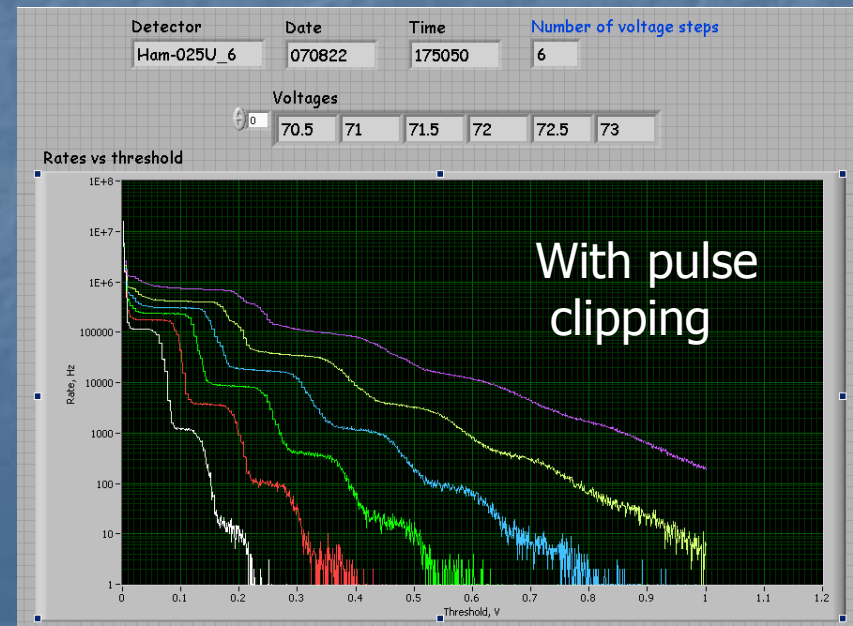 Detector Date Time Number of voltage steps
Ham-025U_6 070822 175050 6
Voltages
0 70.5 71 71.5 72 72.5 73
Rates vs threshold
1E+8
1E+7
1E+6
100000
10000
1000
100
10
1
Rate, Hz
With pulse
clipping
0 0.1 0.2 0.3 0.4 0.5 0.6 0.7 0.8 0.9 1 1.1 1.2
Threshold, V